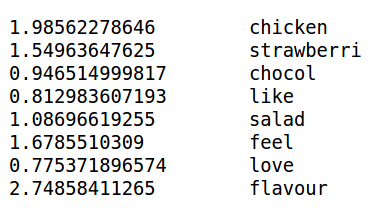 1.98562278646 chicken
1.54963647625 strawberri
0.946514999817 chocol
0.812983607193 like
1.08696619255 salad
1.6785510309 feel
0.775371896574 love
2.74858411265 flavour